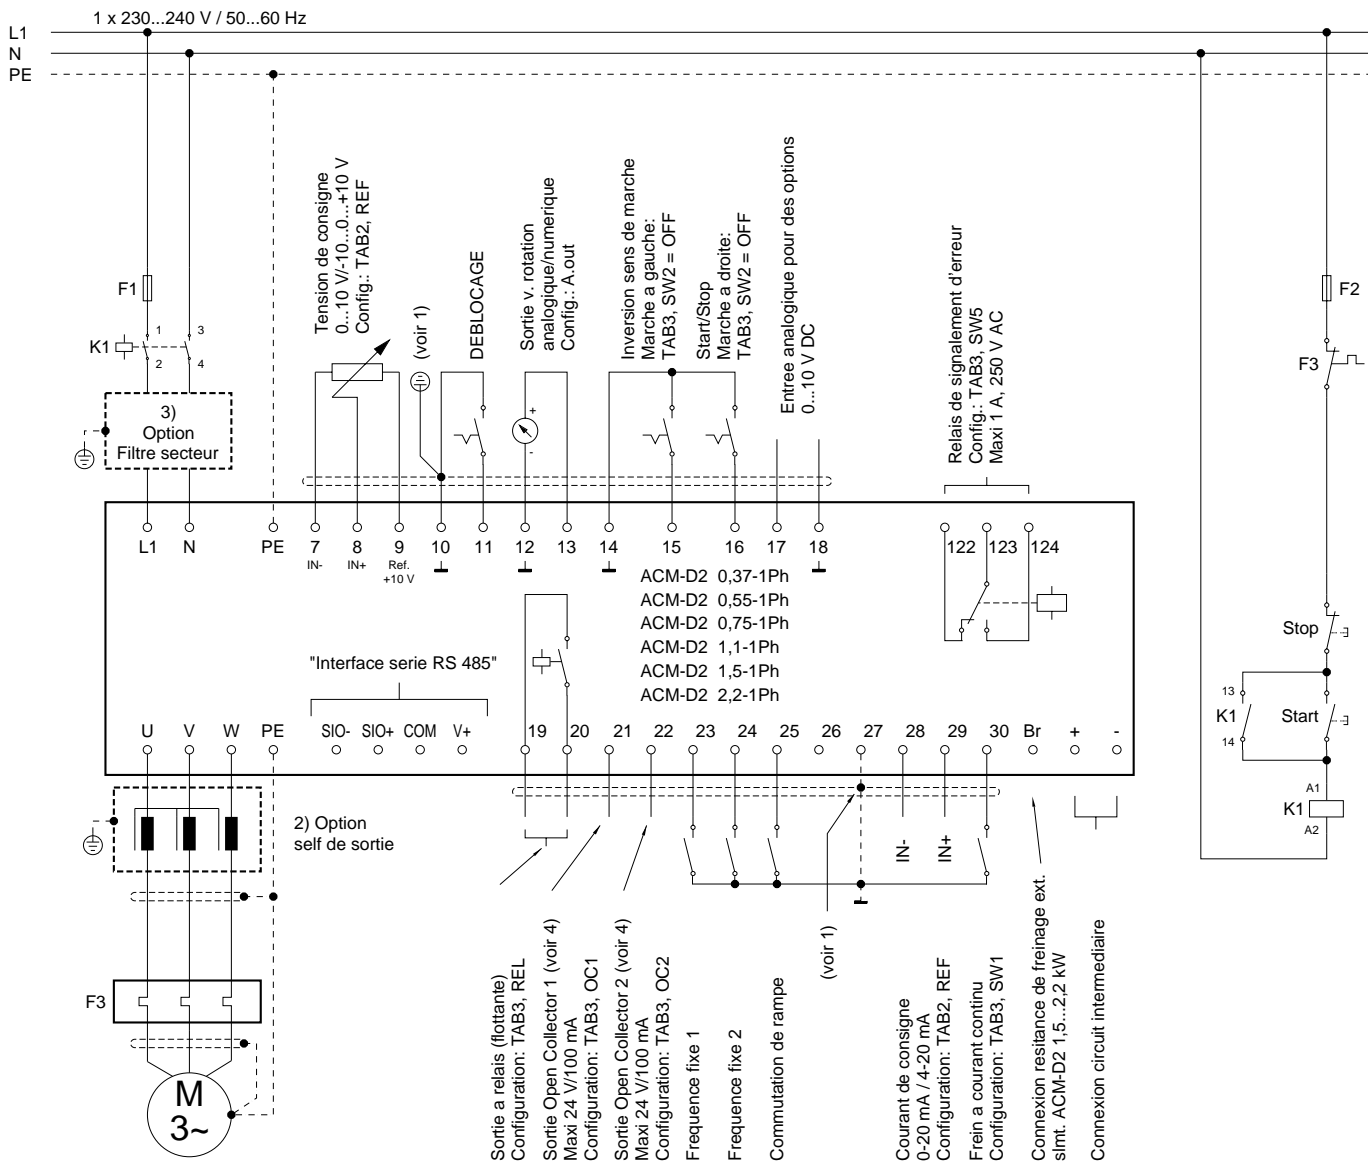 1 x 230...240 V / 50...60 Hz
L1
N
PE
F1
K1
1
3
2
4
3)
Option
Filtre secteur
Tension de consigne
0...10 V/-10...0...+10 V
Config.: TAB2, REF
(voir 1)
DEBLOCAGE
Sortie v. rotation
analogique/numerique
Config.: A.out
+
-
Inversion sens de marche
Marche a gauche:
TAB3, SW2 = OFF
Start/Stop
Marche a droite:
TAB3, SW2 = OFF
Entree analogique pour des options
0...10 V DC
Relais de signalement d'erreur
Config.: TAB3, SW5
Maxi 1 A, 250 V AC
F2
F3
L1 N PE 7 8 9 10 11 12 13 14 15 16 17 18 122 123 124
IN- IN+ Ref.
+10 V
ACM-D2 0,37-1Ph
ACM-D2 0,55-1Ph
ACM-D2 0,75-1Ph
ACM-D2 1,1-1Ph
ACM-D2 1,5-1Ph
ACM-D2 2,2-1Ph
"Interface serie RS 485"
U V W PE SIO- SIO+ COM V+ 19 20 21 22 23 24 25 26 27 28 29 30 Br + -
Stop
13
K1
14
Start
A1
K1
A2
2) Option
self de sortie
F3
M
3~
IN-
IN+
Sortie a relais (flottante)
Configuration: TAB3, REL
Sortie Open Collector 1 (voir 4)
Maxi 24 V/100 mA
Configuration: TAB3, OC1
Sortie Open Collector 2 (voir 4)
Maxi 24 V/100 mA
Configuration: TAB3, OC2
Frequence fixe 1
Frequence fixe 2
Commutation de rampe
(voir 1)
Courant de consigne
0-20 mA / 4-20 mA
Configuration: TAB2, REF
Frein a courant continu
Configuration: TAB3, SW1
Connexion resitance de freinage ext.
slmt. ACM-D2 1,5...2,2 kW
Connexion circuit intermediaire